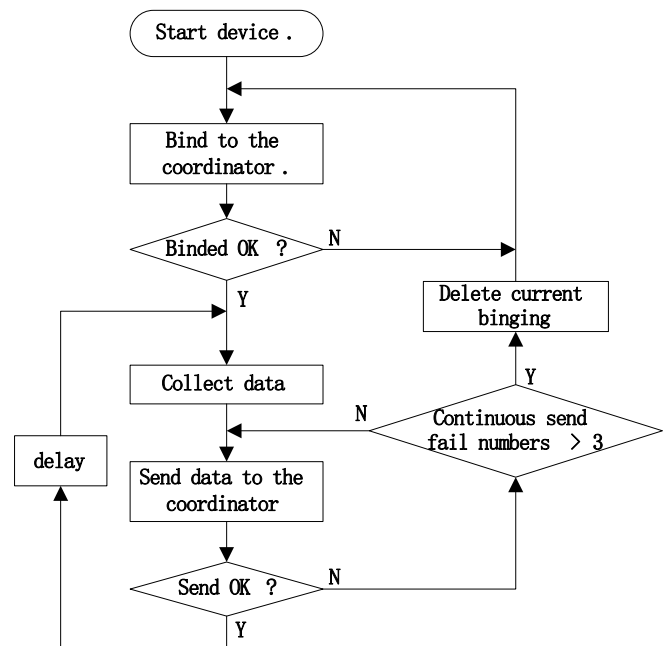 Start device .
Bind to the
coordinator .
Binded OK ?
N
Y
Delete current
binging
Collect data
Y
N
Continuous send
fail numbers > 3
delay
Send data to the
coordinator
Send OK ?
N
Y